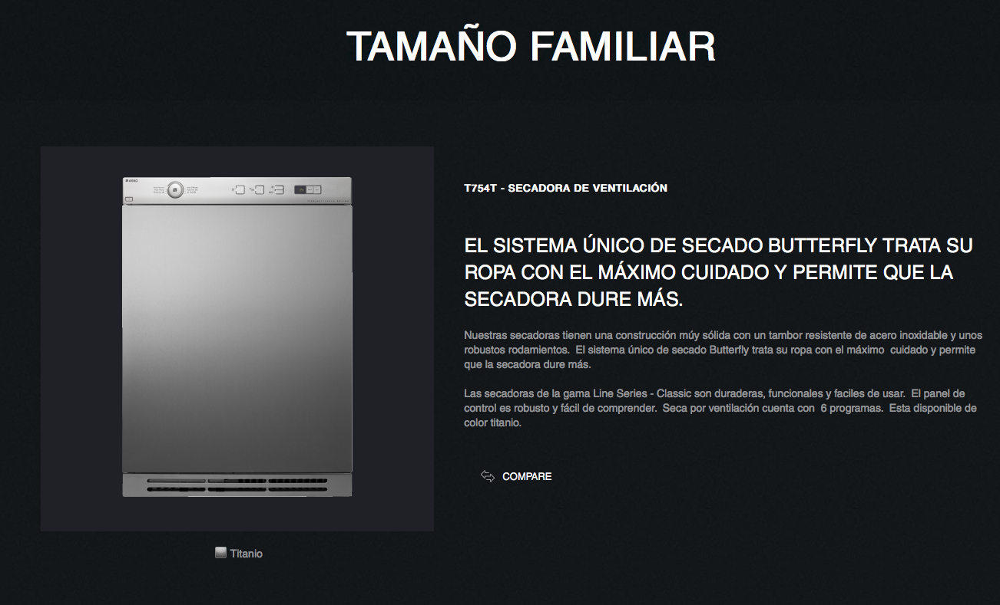 TAMAÑO FAMILIAR
ASKO
T754T - SECADORA DE VENTILACIÓN
EL SISTEMA ÚNICO DE SECADO BUTTERFLY TRATA SU
ROPA CON EL MÁXIMO CUIDADO Y PERMITE QUE LA
SECADORA DURE MÁS.
Nuestras secadoras tienen una construcción múy sólida con un tambor resistente de acero inoxidable y unos
robustos rodamientos. El sistema único de secado Butterfly trata su ropa con el máximo cuidado y permite
que la secadora dure más.
Las secadoras de la gama Line Series - Classic son duraderas, funcionales y faciles de usar. El panel de
control es robusto y fácil de comprender. Seca por ventilación cuenta con 6 programas. Esta disponible de
color titanio.
COMPARE
Titanio